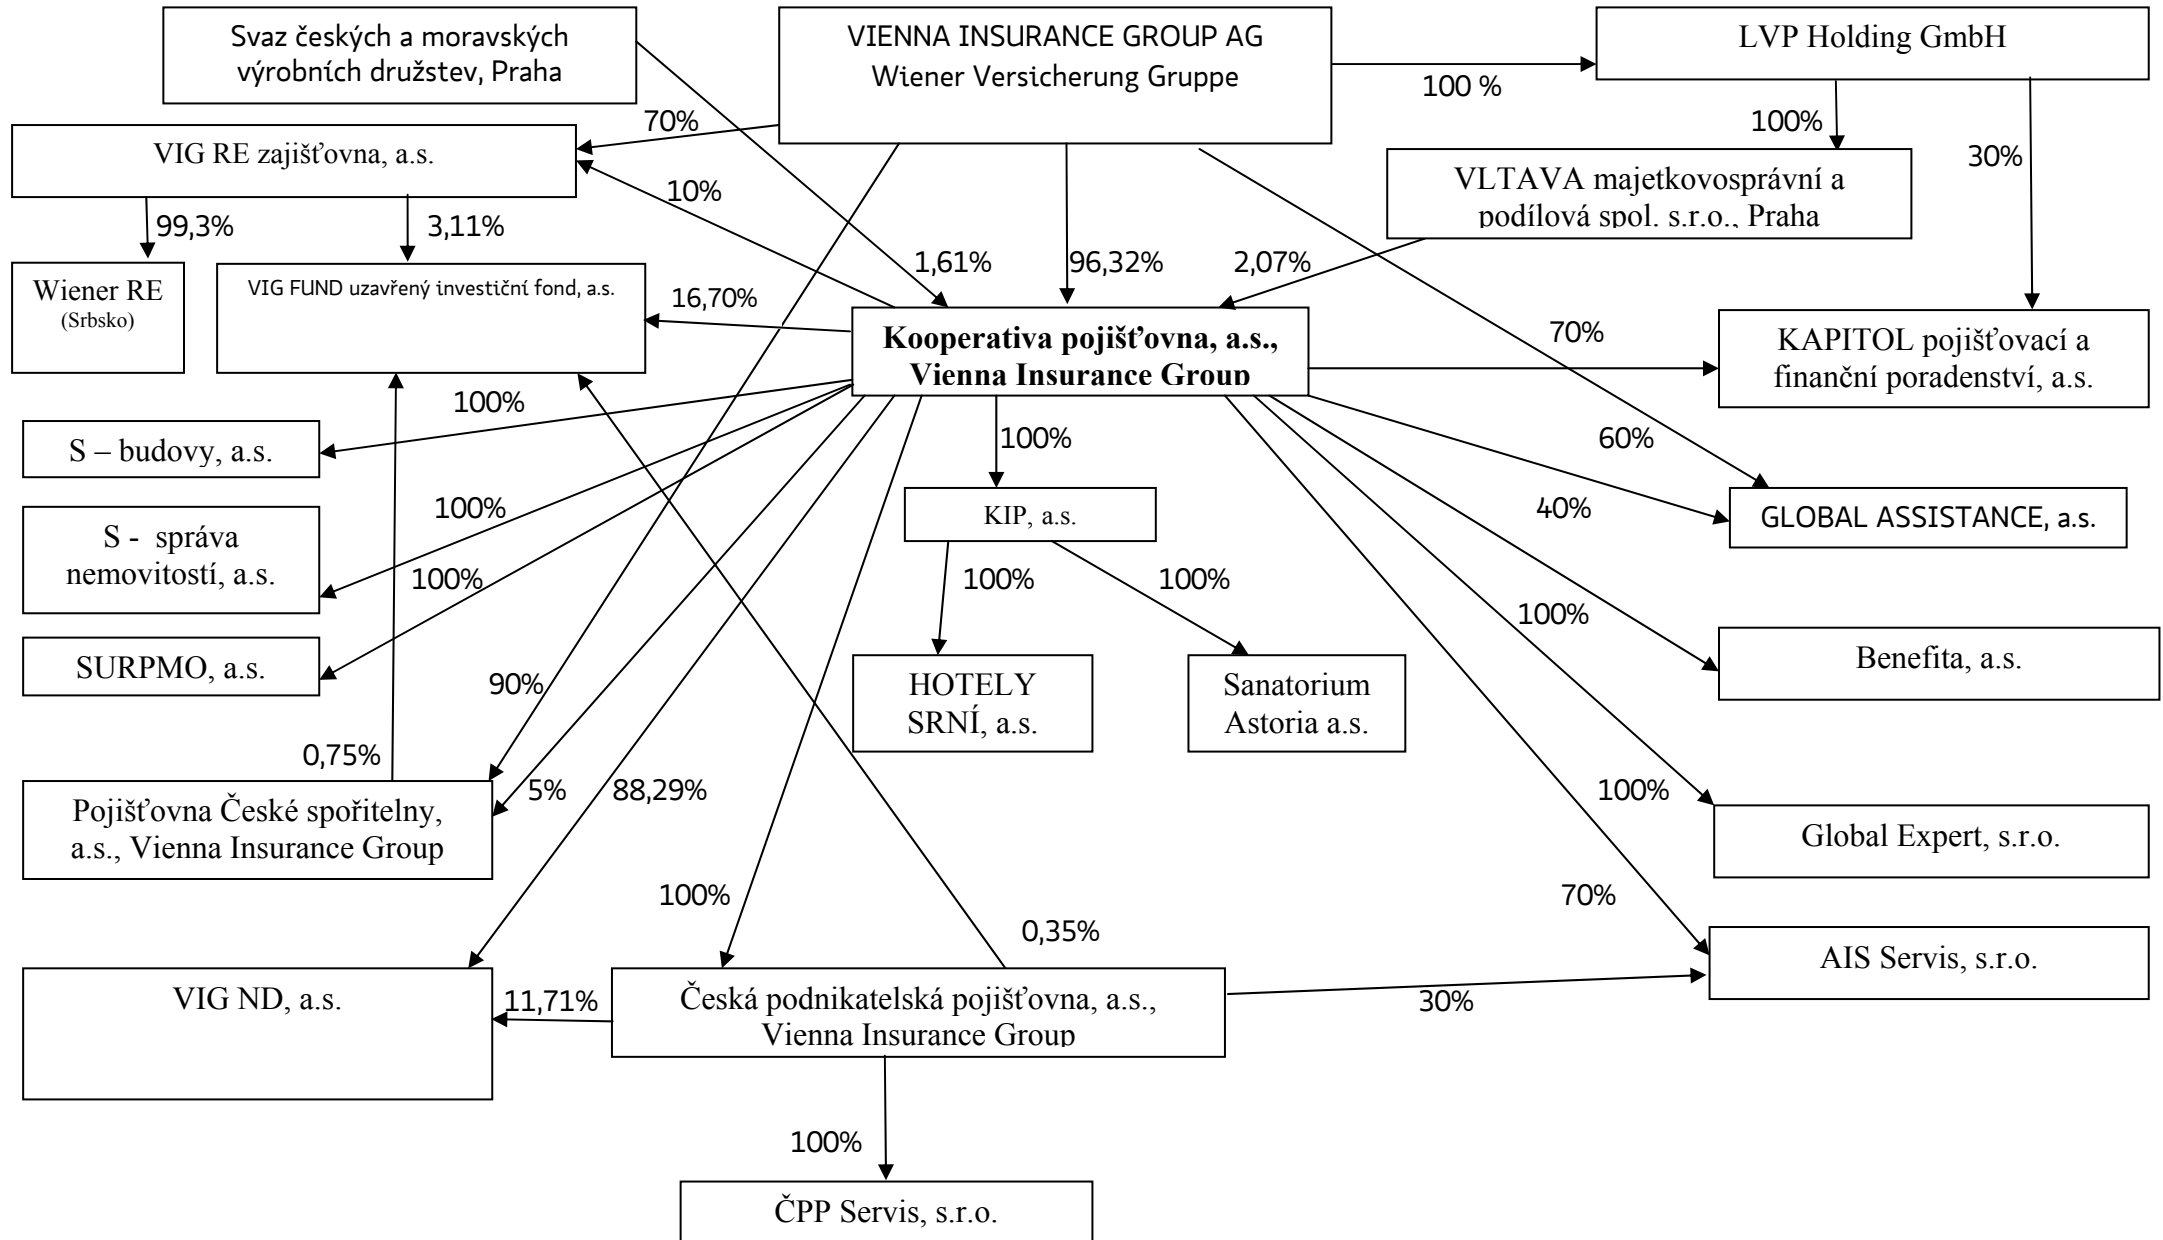 Svaz českých a moravských
výrobních družstev, Praha
VIENNA INSURANCE GROUP AG
Wiener Versicherung Gruppe
LVP Holding GmbH
100 %
70%
100%
VIG RE zajišťovna, a.s.
30%
VLTAVA majetkovosprávní a
podílová spol. s.r.o., Praha
10%
99,3%
3,11%
1,61%
96,32%
2,07%
Wiener RE
(Srbsko)
VIG FUND uzavřený investiční fond, a.s.
16,70%
Kooperativa pojišťovna, a.s.,
Vienna Insurance Group
70%
KAPITOL pojišťovací a
finanční poradenství, a.s.
100%
S – budovy, a.s.
100%
60%
100%
40%
KIP, a.s.
GLOBAL ASSISTANCE, a.s.
S - správa
nemovitostí, a.s.
100%
100%
100%
100%
SURPMO, a.s.
90%
HOTELY
SRNÍ, a.s.
Sanatorium
Astoria a.s.
Benefita, a.s.
0,75%
5%
88,29%
100%
Pojišťovna České spořitelny,
a.s., Vienna Insurance Group
Global Expert, s.r.o.
100%
70%
0,35%
AIS Servis, s.r.o.
VIG ND, a.s.
11,71%
Česká podnikatelská pojišťovna, a.s.,
Vienna Insurance Group
30%
100%
ČPP Servis, s.r.o.